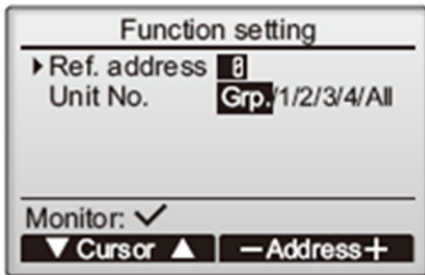 Function setting
▶Ref. address 0
Unit No. Grp./1/2/3/4/All
Monitor: ✓
▼ Cursor ▲ −Address+